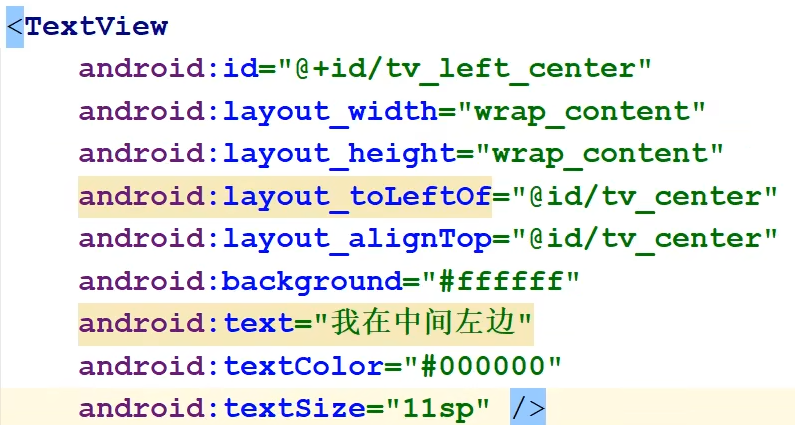 <TextView
android:id="@+id/tv_left_center"
android:layout_width="wrap_content"
android:layout_height="wrap_content"
android:layout_toLeftOf="@id/tv_center"
android:layout_alignTop="@id/tv_center"
android:background="#ffffff"
android:text="我在中间左边"
android:textColor="#000000"
android:textSize="11sp" />